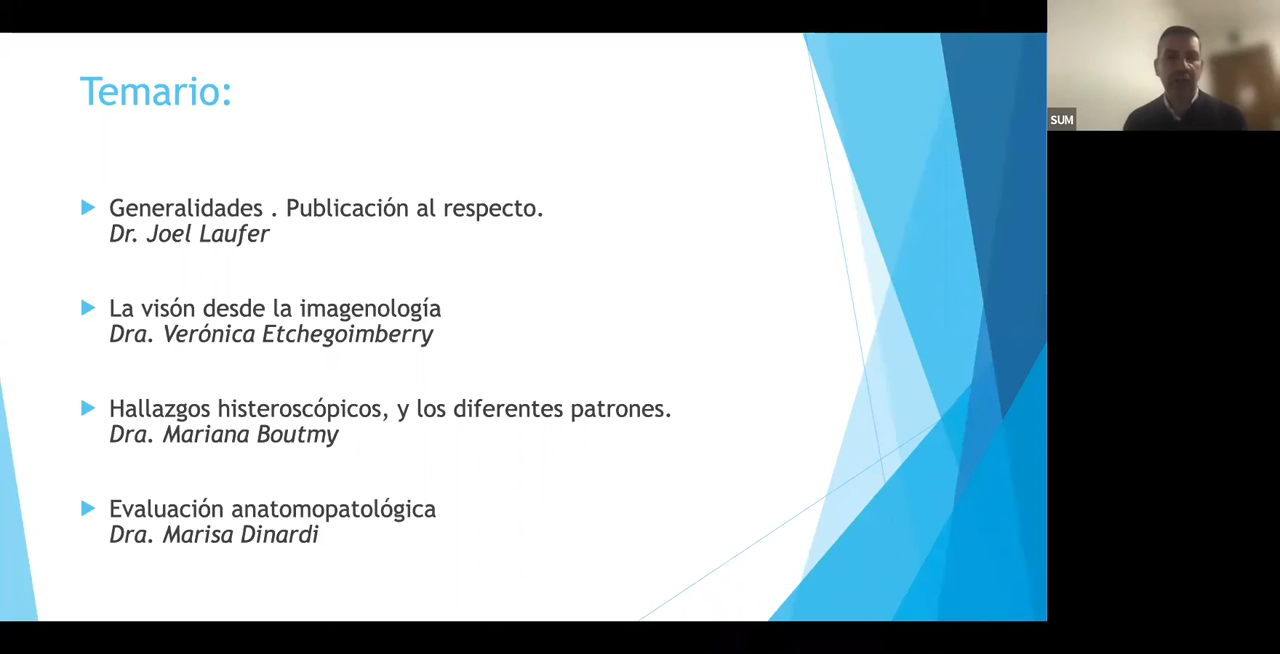 Temario:
Generalidades . Publicación al respecto.
Dr. Joel Laufer
La visón desde la imagenología
Dra. Verónica Etchegoimberry
Hallazgos histeroscópicos, y los diferentes patrones.
Dra. Mariana Boutmy
Evaluación anatomopatológica
Dra. Marisa Dinardi
SUM